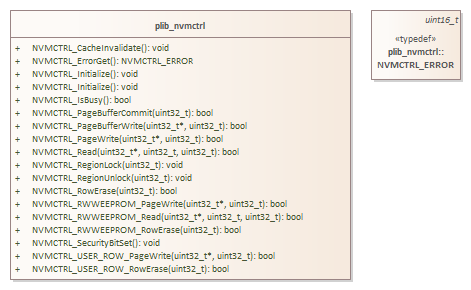 plib_nvmctrl
+ NVMCTRL_CacheInvalidate(): void
+ NVMCTRL_ErrorGet(): NVMCTRL_ERROR
+ NVMCTRL_Initialize(): void
+ NVMCTRL_Initialize(): void
+ NVMCTRL_IsBusy(): bool
+ NVMCTRL_PageBufferCommit(uint32_t): bool
+ NVMCTRL_PageBufferWrite(uint32_t*, uint32_t): bool
+ NVMCTRL_PageWrite(uint32_t*, uint32_t): bool
+ NVMCTRL_Read(uint32_t*, uint32_t, uint32_t): bool
+ NVMCTRL_RegionLock(uint32_t): void
+ NVMCTRL_RegionUnlock(uint32_t): void
+ NVMCTRL_RowErase(uint32_t): bool
+ NVMCTRL_RWWEEPROM_PageWrite(uint32_t*, uint32_t): bool
+ NVMCTRL_RWWEEPROM_Read(uint32_t*, uint32_t, uint32_t): bool
+ NVMCTRL_RWWEEPROM_RowErase(uint32_t): bool
+ NVMCTRL_SecurityBitSet(): void
+ NVMCTRL_USER_ROW_PageWrite(uint32_t*, uint32_t): bool
+ NVMCTRL_USER_ROW_RowErase(uint32_t): bool
uint16_t
«typedef»
plib_nvmctrl::
NVMCTRL_ERROR